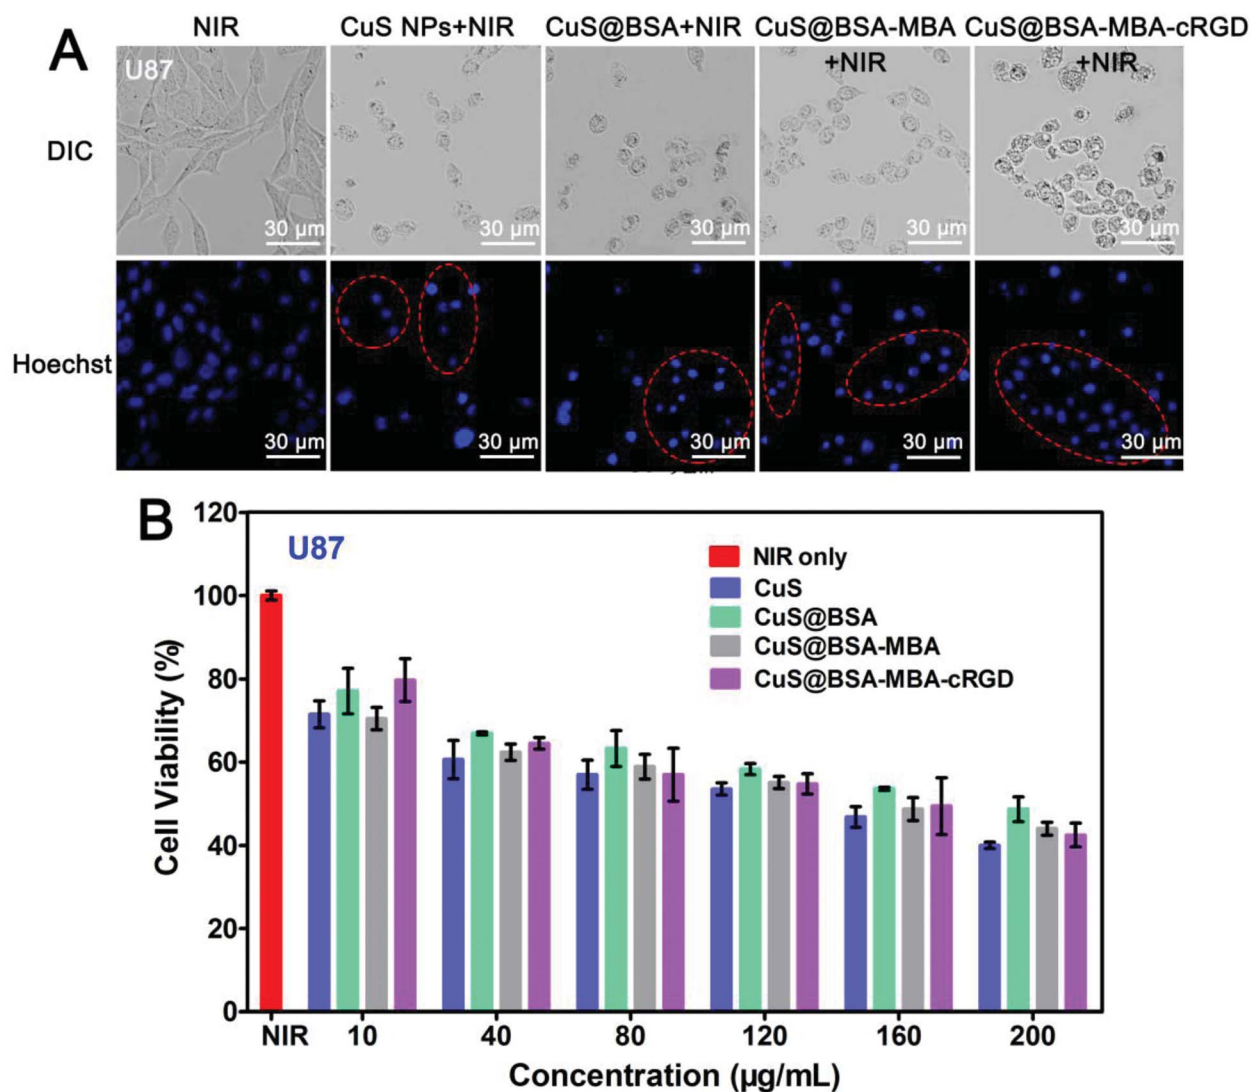 A
NIR
CuS NPs+NIR
CuS@BSA+NIR
CuS@BSA-MBA
+NIR
CuS@BSA-MBA-cRGD
+NIR
U87
DIC
30 µm
30 µm
30 µm
30 µm
30 µm
Hoechst
30 µm
30 µm
30 µm
30 µm
30 µm
B
U87
NIR only
CuS
CuS@BSA
CuS@BSA-MBA
CuS@BSA-MBA-cRGD
Cell Viability (%)
120
100
80
60
40
20
0
NIR
10
40
80
120
160
200
Concentration (µg/mL)